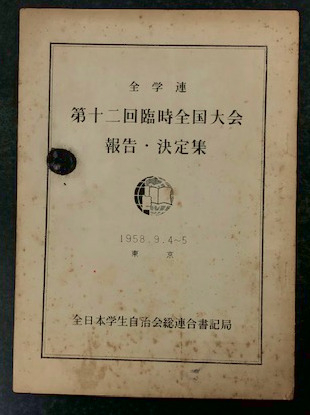 全学連
第十二回臨時全国大会
報告・決定集
1958.9.4~5
東京
全日本学生自治会総連合書記局